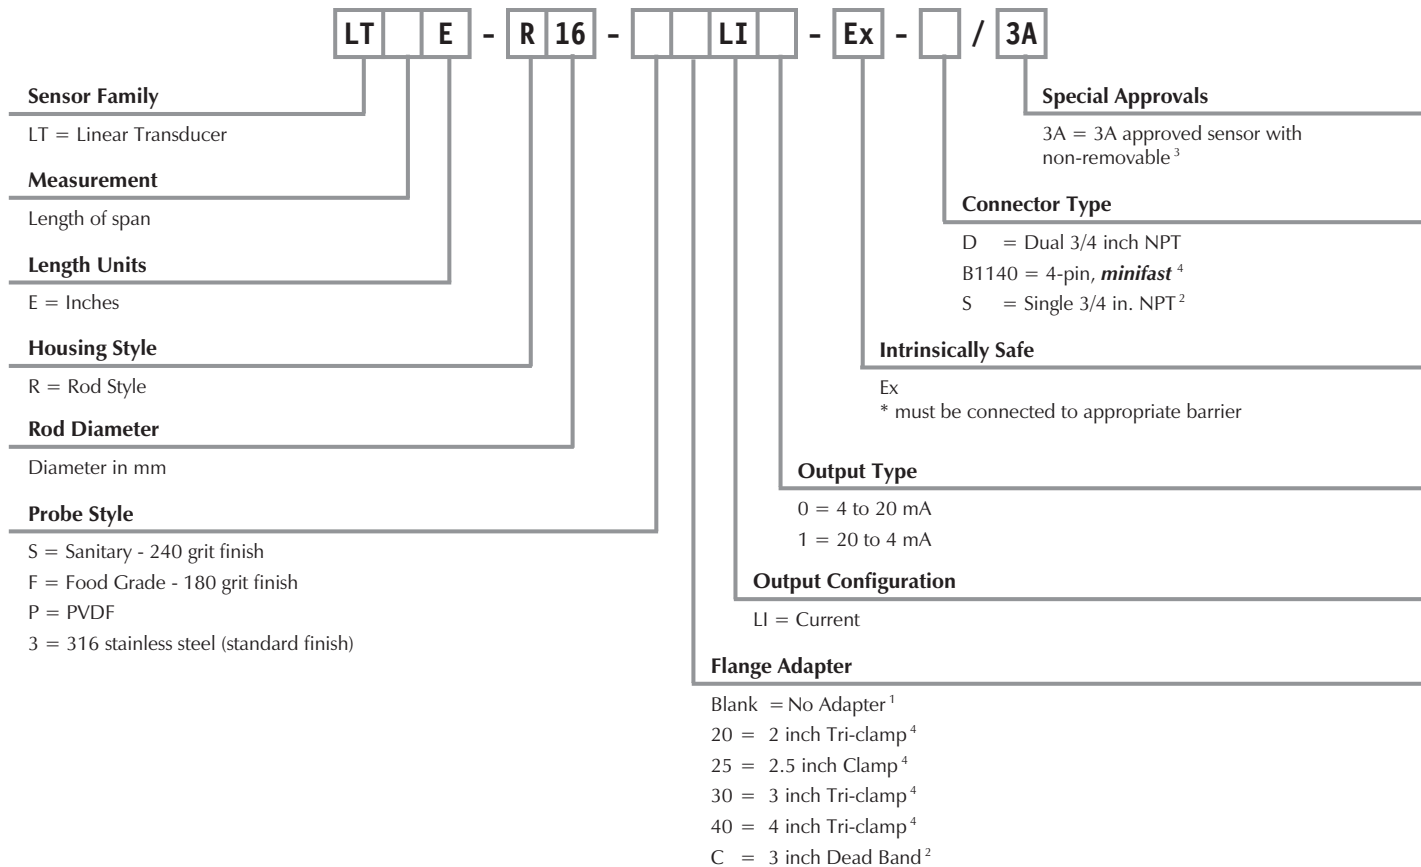 LT E - R 16 - LI - Ex - / 3A
Sensor Family
LT = Linear Transducer
Measurement
Length of span
Length Units
E = Inches
Housing Style
R = Rod Style
Rod Diameter
Diameter in mm
Probe Style
S = Sanitary - 240 grit finish
F = Food Grade - 180 grit finish
P = PVDF
3 = 316 stainless steel (standard finish)
Special Approvals
3A = 3A approved sensor with
non-removable 3
Connector Type
D = Dual 3/4 inch NPT
B1140 = 4-pin, minifast 4
S = Single 3/4 in. NPT 2
Intrinsically Safe
Ex
* must be connected to appropriate barrier
Output Type
0 = 4 to 20 mA
1 = 20 to 4 mA
Output Configuration
LI = Current
Flange Adapter
Blank = No Adapter 1
20 = 2 inch Tri-clamp 4
25 = 2.5 inch Clamp 4
30 = 3 inch Tri-clamp 4
40 = 4 inch Tri-clamp 4
C = 3 inch Dead Band 2